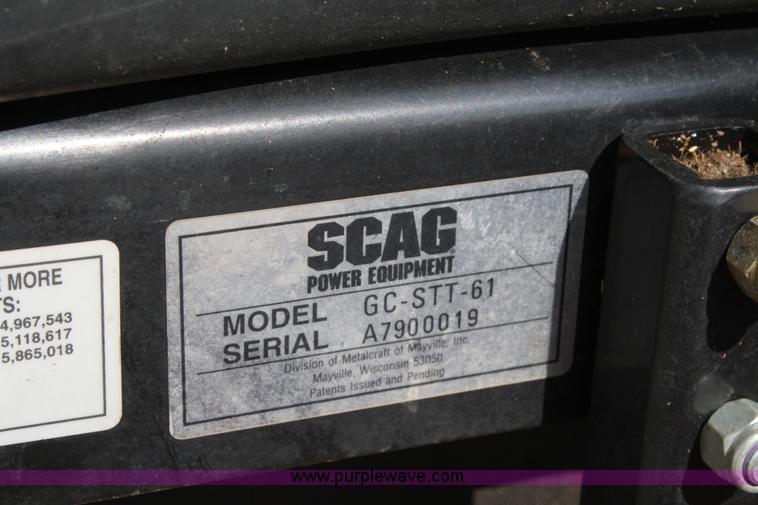 R MORE
TS:
4,967,543
5,118,617
5,865,018
SCAG
POWER EQUIPMENT
MODEL GC-STT-61
SERIAL A7900019
Division of Metalcraft of Mayville, Inc.
Mayville, Wisconsin 53050
Patents Issued and Pending
www.purplewave.com